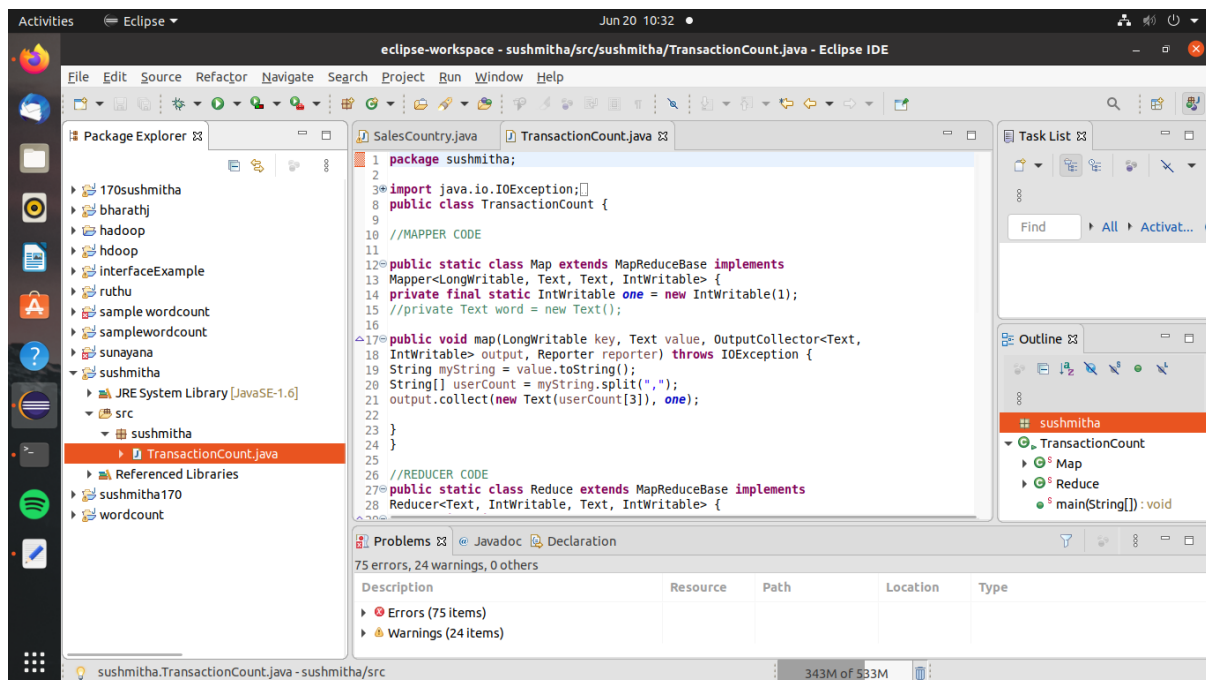 Activities Eclipse Jun 20 10:32
eclipse-workspace - sushmitha/src/sushmitha/TransactionCount.java - Eclipse IDE
File Edit Source Refactor Navigate Search Project Run Window Help
Package Explorer
170sushmitha
bharathj
hadoop
hdoop
interfaceExample
ruthu
sample wordcount
samplewordcount
sunayana
sushmitha
JRE System Library [JavaSE-1.6]
src
sushmitha
TransactionCount.java
Referenced Libraries
sushmitha170
wordcount
SalesCountry.java TransactionCount.java
1 package sushmitha;
2
3 import java.io.IOException;
8 public class TransactionCount {
9
10 //MAPPER CODE
11
12 public static class Map extends MapReduceBase implements
13 Mapper<LongWritable, Text, Text, IntWritable> {
14 private final static IntWritable one = new IntWritable(1);
15 //private Text word = new Text();
16
17 public void map(LongWritable key, Text value, OutputCollector<Text,
18 IntWritable> output, Reporter reporter) throws IOException {
19 String myString = value.toString();
20 String[] userCount = myString.split(",");
21 output.collect(new Text(userCount[3]), one);
22
23 }
24 }
25
26 //REDUCER CODE
27 public static class Reduce extends MapReduceBase implements
28 Reducer<Text, IntWritable, Text, IntWritable> {
Task List
Find All Activat...
Outline
sushmitha
TransactionCount
Map
Reduce
main(String[]) : void
Problems Javadoc Declaration
75 errors, 24 warnings, 0 others
Description Resource Path Location Type
Errors (75 items)
Warnings (24 items)
sushmitha.TransactionCount.java - sushmitha/src
343M of 533M